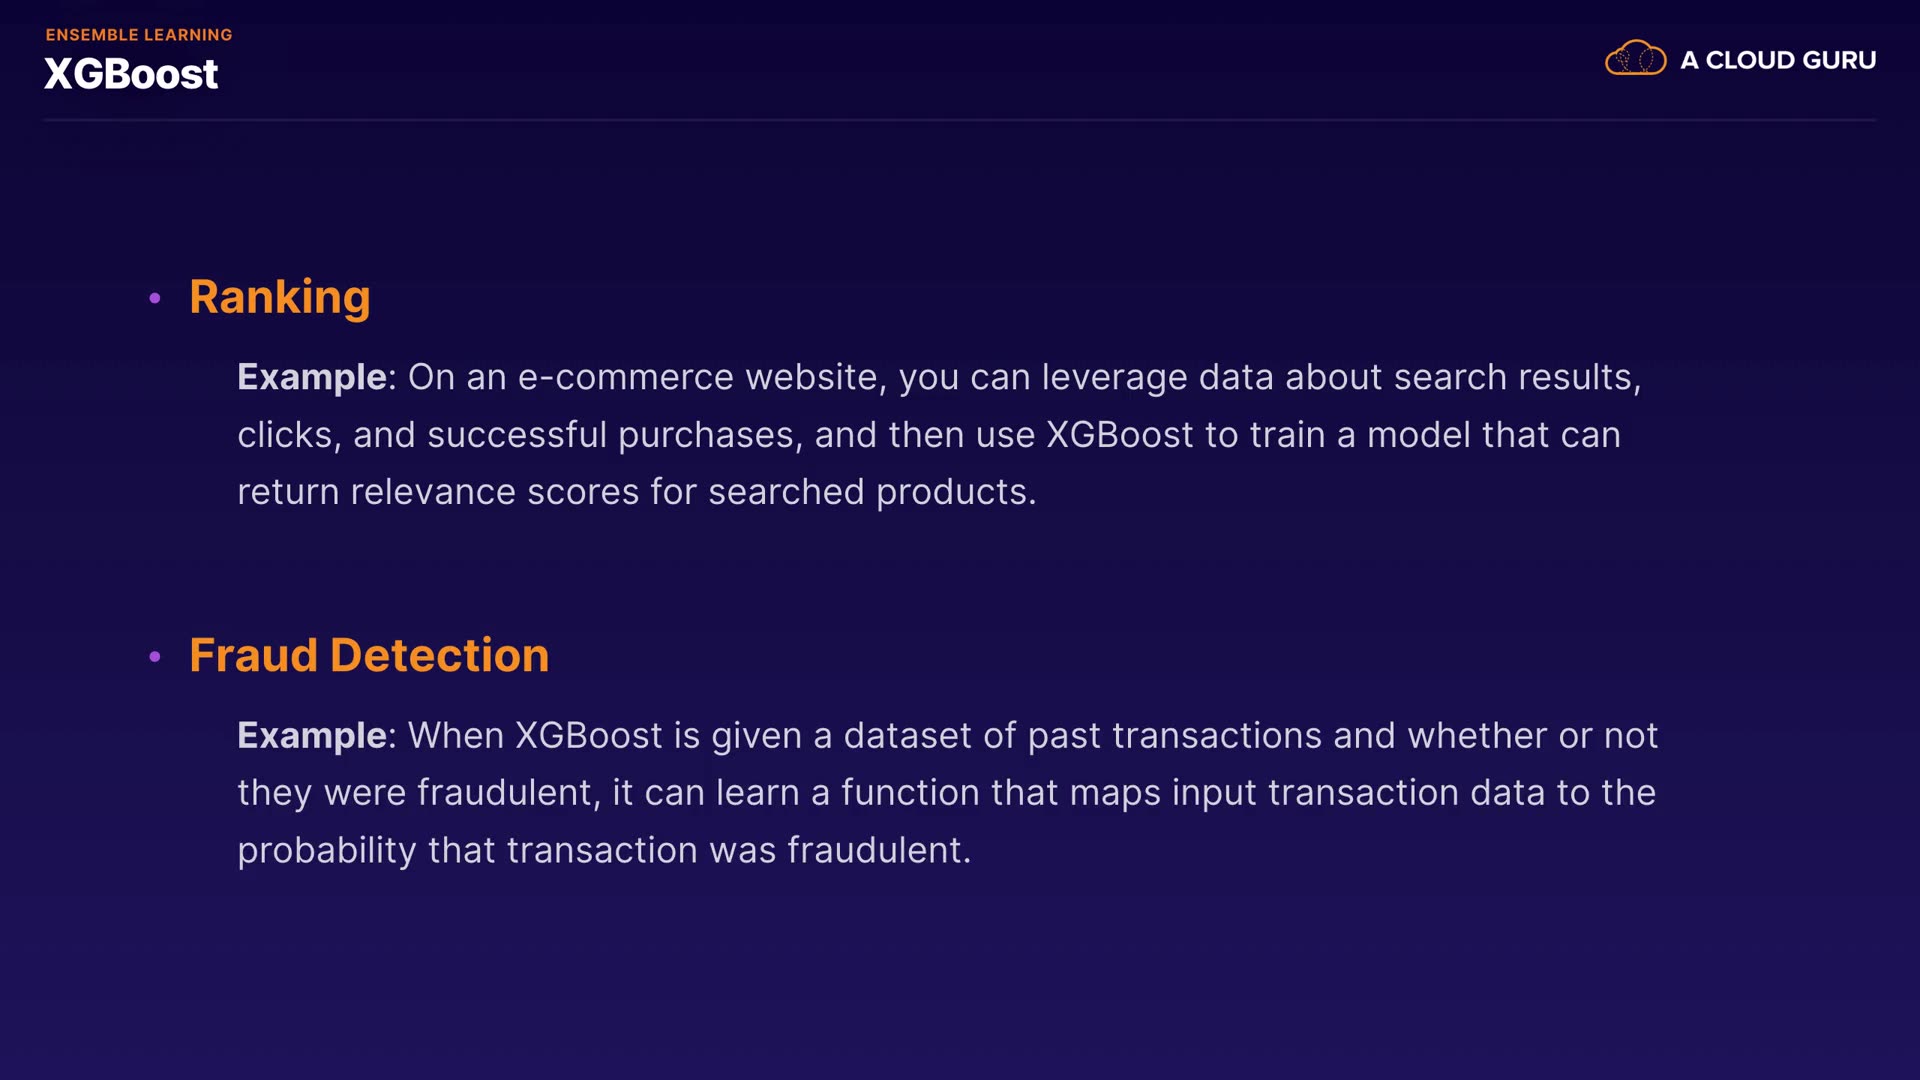 ENSEMBLE LEARNING
XGBoost
A CLOUD GURU
• Ranking
Example: On an e-commerce website, you can leverage data about search results,
clicks, and successful purchases, and then use XGBoost to train a model that can
return relevance scores for searched products.
• Fraud Detection
Example: When XGBoost is given a dataset of past transactions and whether or not
they were fraudulent, it can learn a function that maps input transaction data to the
probability that transaction was fraudulent.